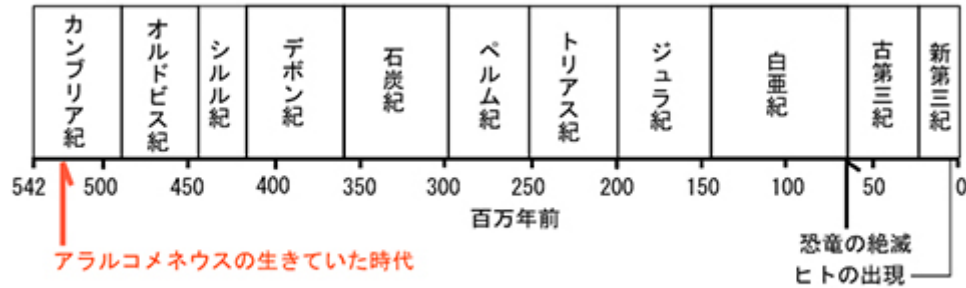 カンブリア紀
オルドビス紀
シルル紀
デボン紀
石炭紀
ペルム紀
トリアス紀
ジュラ紀
白亜紀
古第三紀
新第三紀
542 500 450 400 350 300 250 200 150 100 50 0
百万年前
アラルコメネウスの生きていた時代
恐竜の絶滅
ヒトの出現